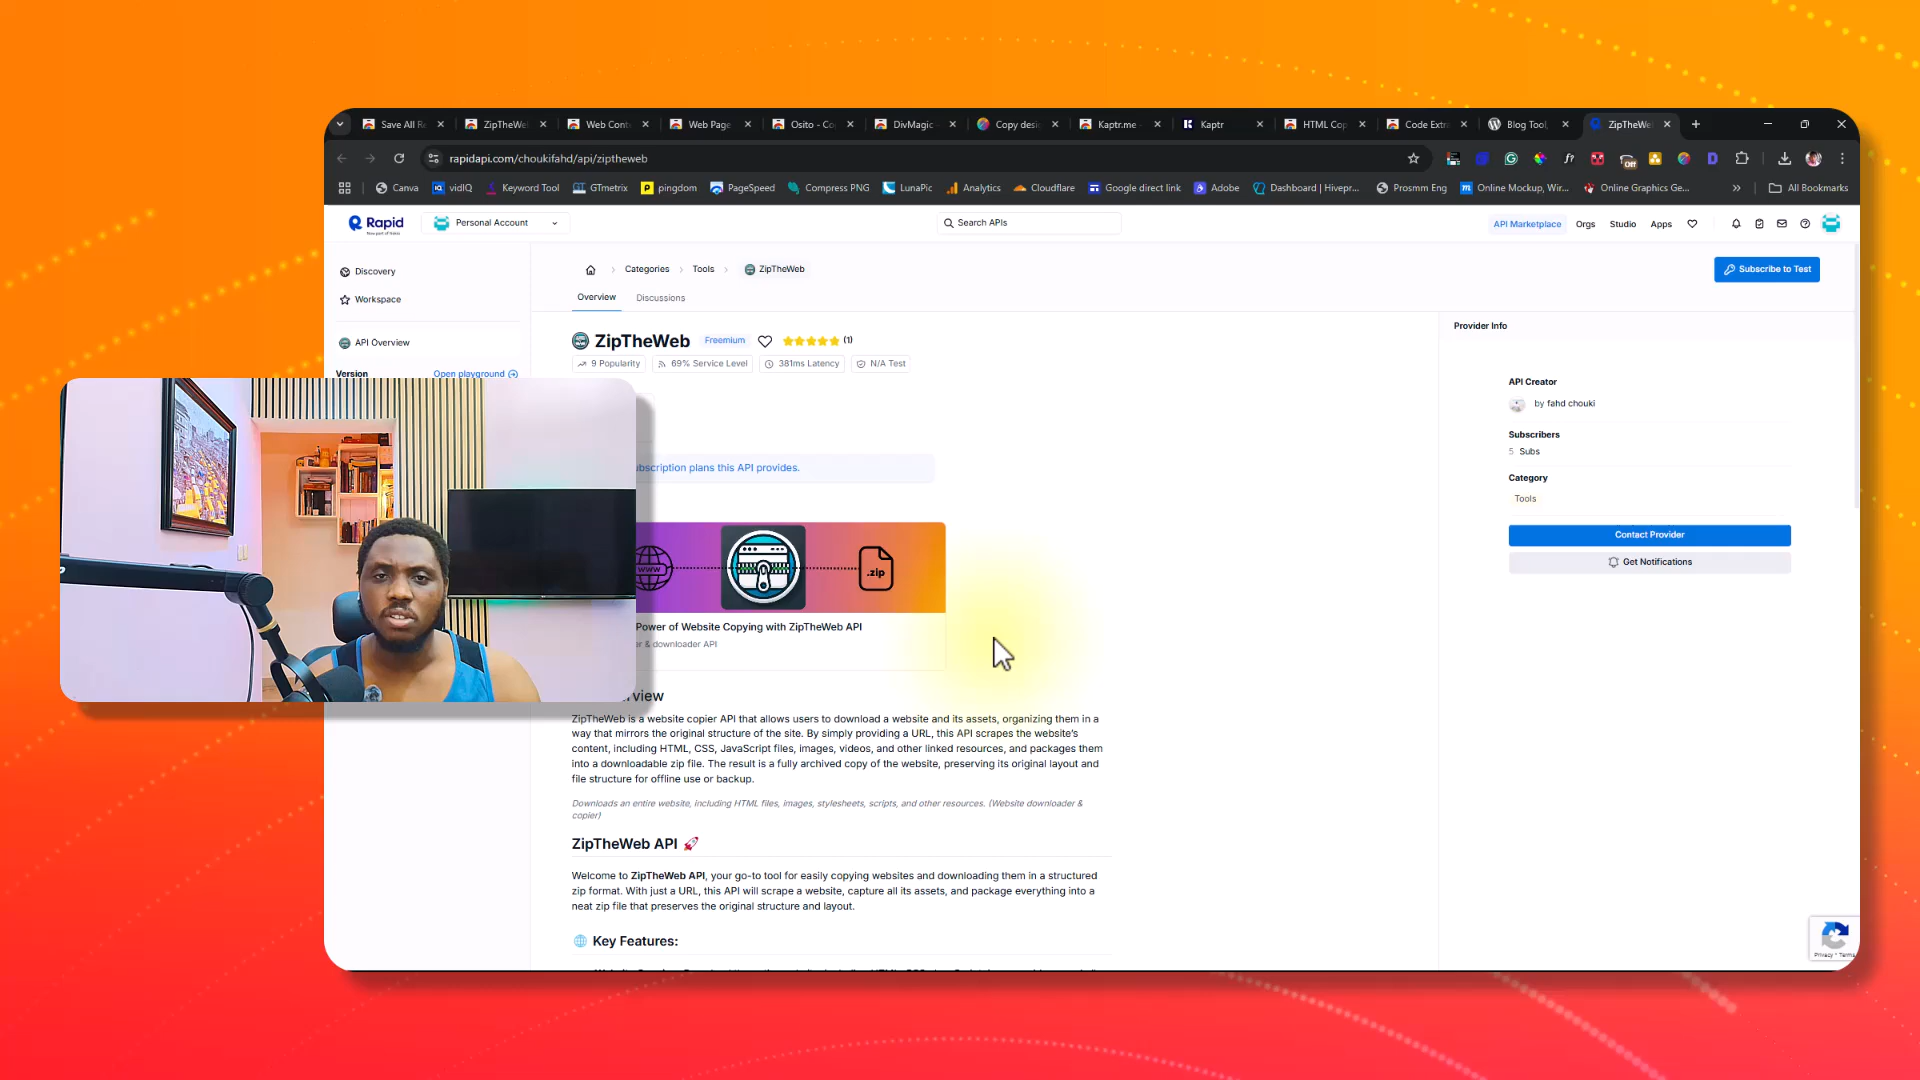 Save All Re
ZipTheWe
Web Cont
Web Page
Osito - Co
DivMagic -
Copy desi
Kaptr.me -
Kaptr
HTML Cop
Code Extra
Blog Tool,
ZipTheWe
rapidapi.com/choukifahd/api/ziptheweb
Off
Canva
vidIQ
Keyword Tool
GTmetrix
pingdom
PageSpeed
Compress PNG
LunaPic
Analytics
Cloudflare
Google direct link
Adobe
Dashboard | Hivepr...
Prosmm Eng
Online Mockup, Wir...
Online Graphics Ge...
All Bookmarks
Rapid
Personal Account
Search APIs
API Marketplace
Orgs
Studio
Apps
Discovery
Workspace
API Overview
Version
Open playground
Categories
Tools
ZipTheWeb
Subscribe to Test
Overview
Discussions
ZipTheWeb
Freemium
(1)
9 Popularity
69% Service Level
381ms Latency
N/A Test
bscription plans this API provides.
www
.zip
Power of Website Copying with ZipTheWeb API
er & downloader API
rview
ZipTheWeb is a website copier API that allows users to download a website and its assets, organizing them in a
way that mirrors the original structure of the site. By simply providing a URL, this API scrapes the website's
content, including HTML, CSS, JavaScript files, images, videos, and other linked resources, and packages them
into a downloadable zip file. The result is a fully archived copy of the website, preserving its original layout and
file structure for offline use or backup.
Downloads an entire website, including HTML files, images, stylesheets, scripts, and other resources. (Website downloader &
copier)
ZipTheWeb API
Welcome to ZipTheWeb API, your go-to tool for easily copying websites and downloading them in a structured
zip format. With just a URL, this API will scrape a website, capture all its assets, and package everything into a
neat zip file that preserves the original structure and layout.
Key Features:
Provider Info
API Creator
by fahd chouki
Subscribers
5 Subs
Category
Tools
Contact Provider
Get Notifications
Privacy - Terms